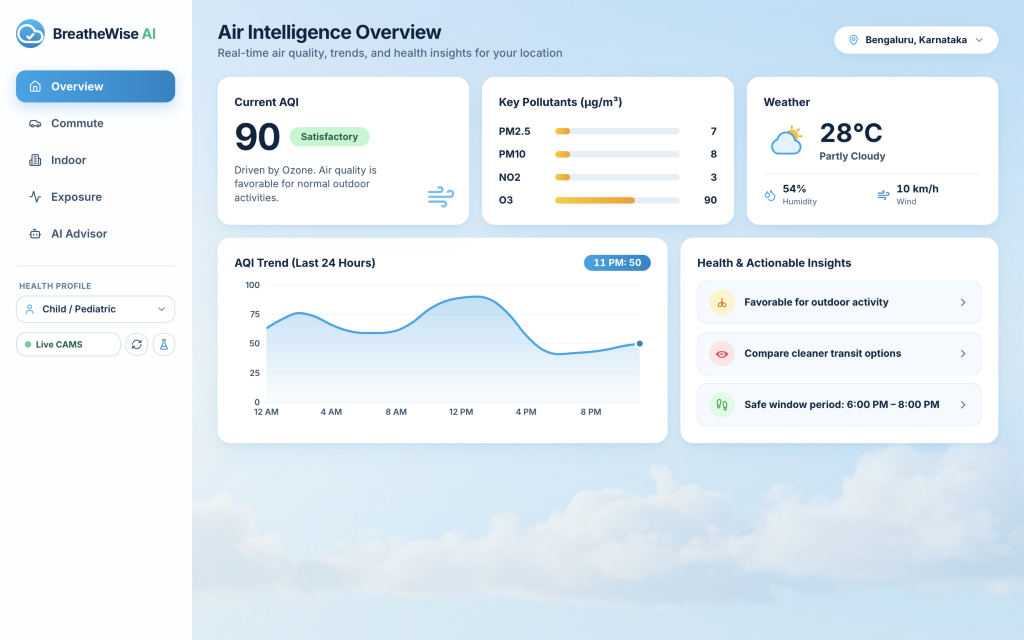 BreatheWise AI
Overview
Commute
Indoor
Exposure
AI Advisor
HEALTH PROFILE
Child / Pediatric
Live CAMS
Air Intelligence Overview
Real-time air quality, trends, and health insights for your location
Bengaluru, Karnataka
Current AQI
90 Satisfactory
Driven by Ozone. Air quality is
favorable for normal outdoor
activities.
Key Pollutants (µg/m³)
PM2.5 7
PM10 8
NO2 3
O3 90
Weather
28°C
Partly Cloudy
54%
Humidity
10 km/h
Wind
AQI Trend (Last 24 Hours)
11 PM: 50
100
75
50
25
0
12 AM 4 AM 8 AM 12 PM 4 PM 8 PM
Health & Actionable Insights
Favorable for outdoor activity
Compare cleaner transit options
Safe window period: 6:00 PM – 8:00 PM